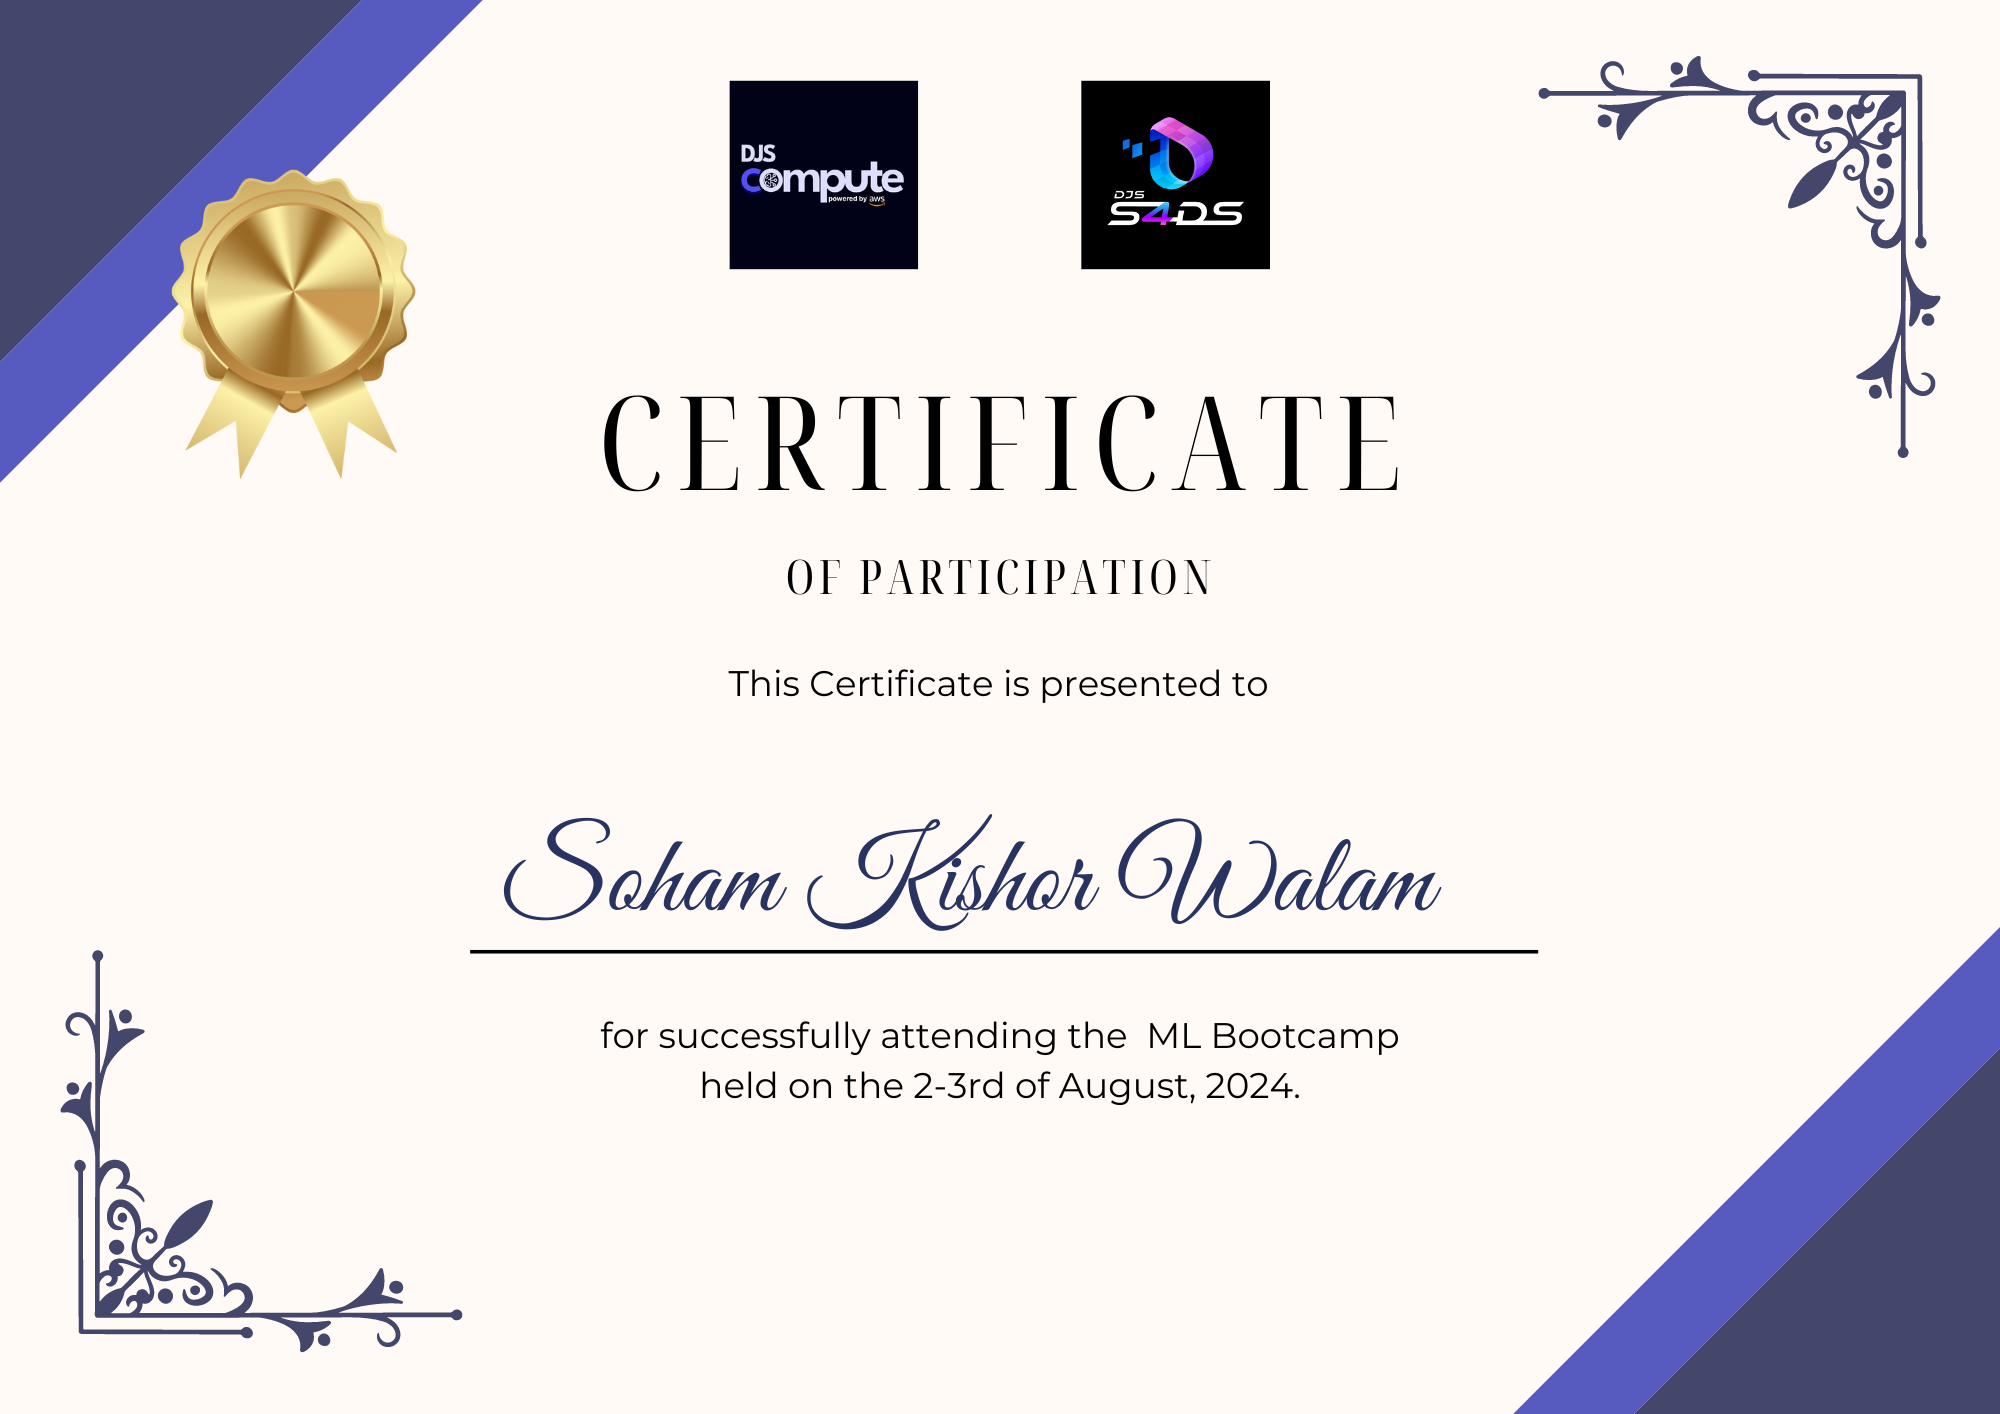 DJS
compute
powered by aws
DJS
S4DS
CERTIFICATE
OF PARTICIPATION
This Certificate is presented to
Soham Kishor Walam
for successfully attending the  ML Bootcamp
held on the 2-3rd of August, 2024.